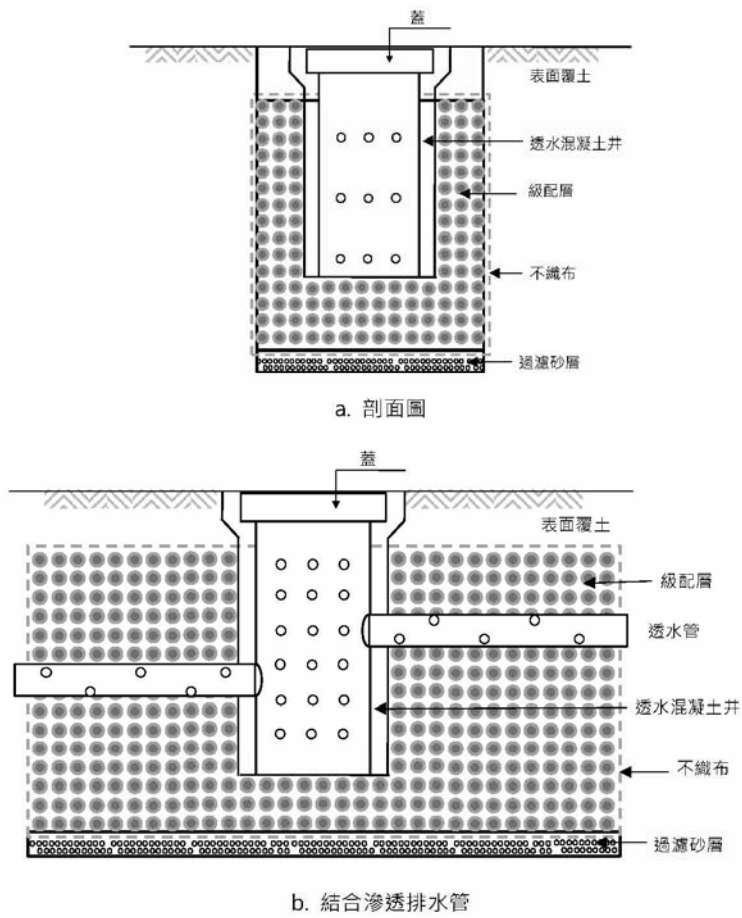 蓋
表面覆土
透水混凝土井
級配層
不織布
過濾砂層
a. 剖面圖
蓋
表面覆土
級配層
透水管
透水混凝土井
不織布
過濾砂層
b. 結合滲透排水管